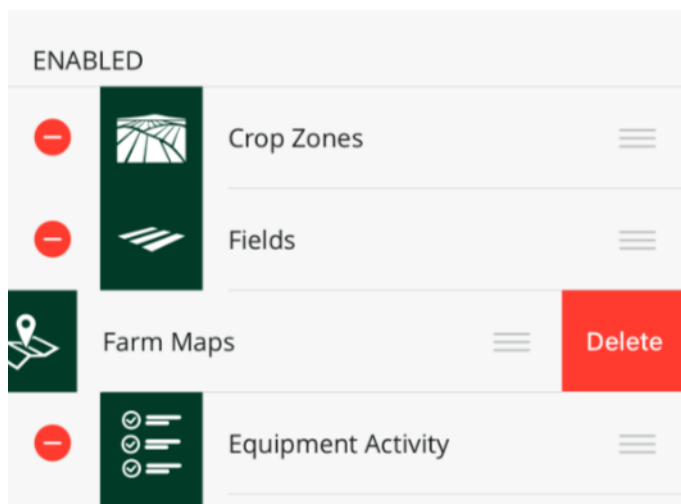 ENABLED
Crop Zones
Fields
Farm Maps
Delete
Equipment Activity